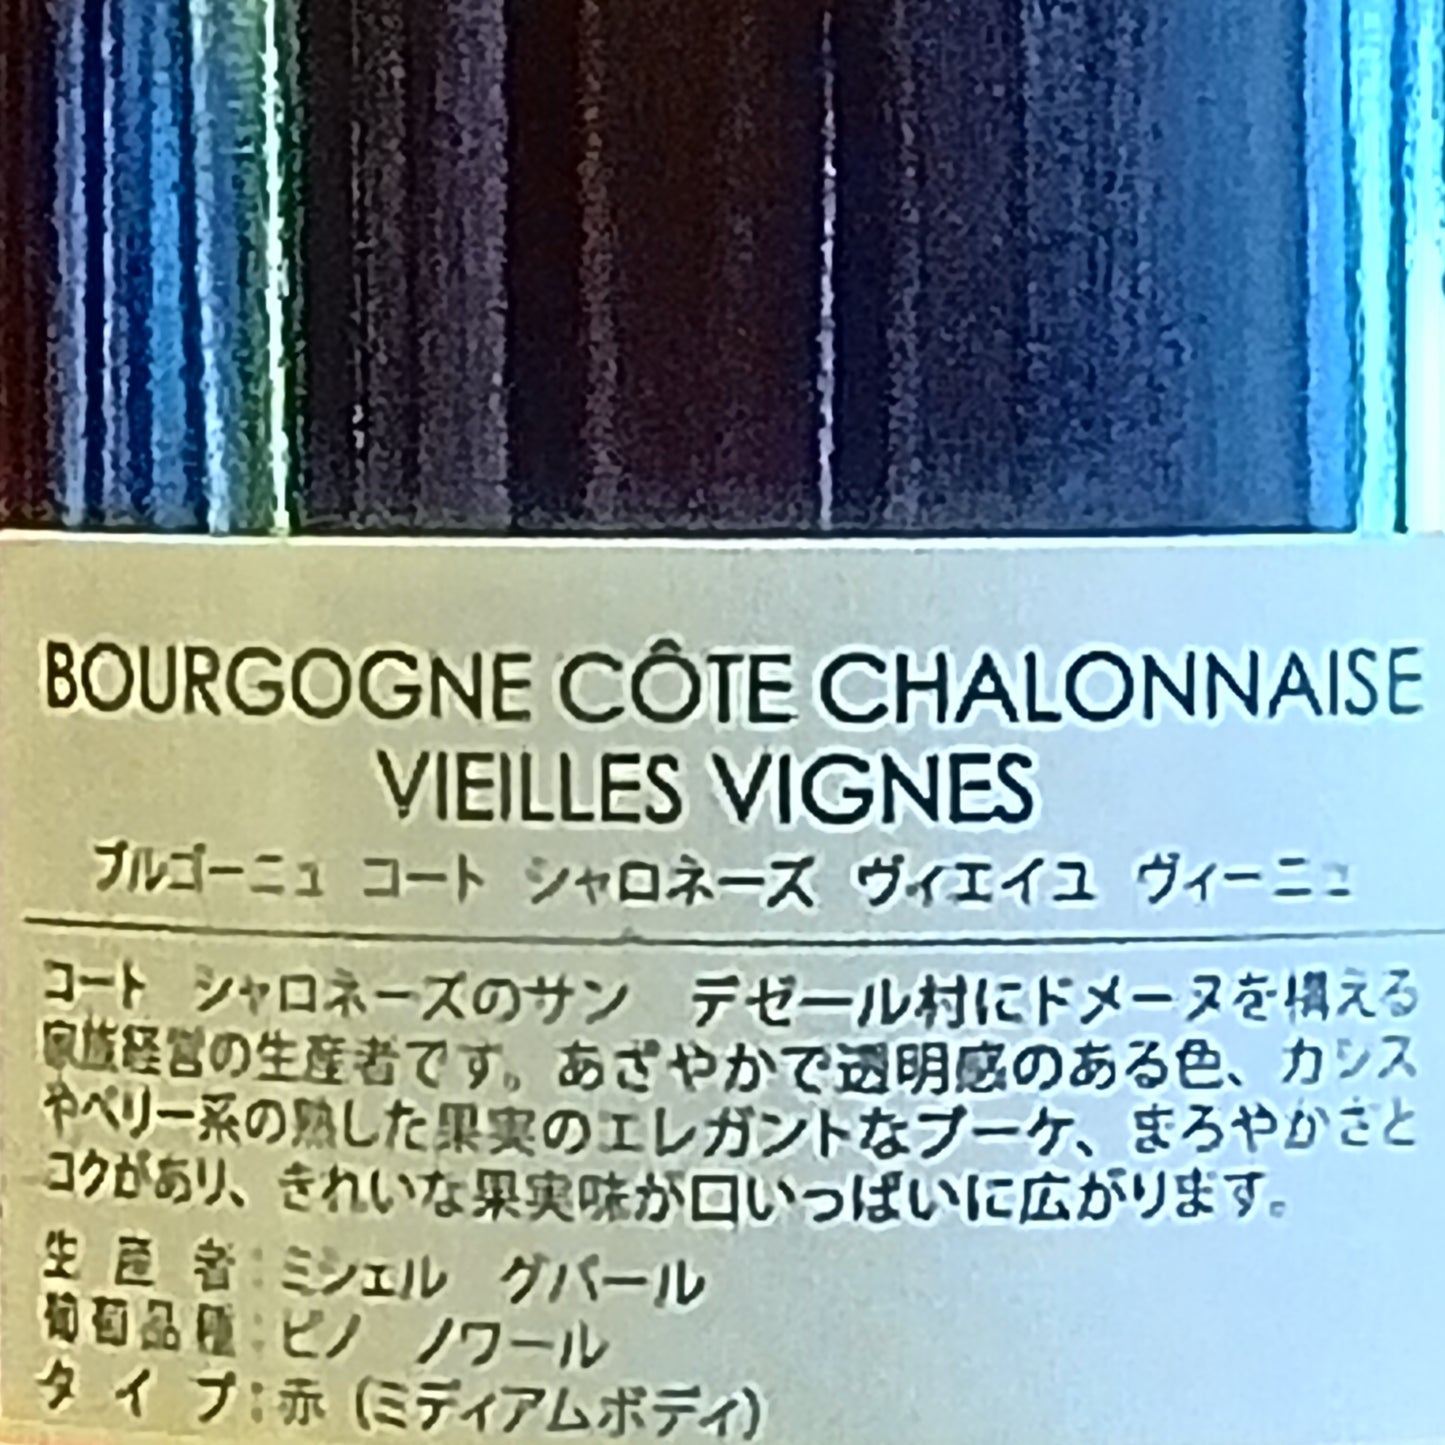 BOURGOGNE CÔTE CHALONNAISE
VIEILLES VIGNES
ブルゴーニュ コート シャロネーズ ヴィエイユ ヴィーニュ
コート シャロネーズのサン デゼール村にドメーヌを構える
家族経営の生産者です。あざやかで透明感のある色、カシス
やベリー系の熟した果実のエレガントなブーケ、まろやかさと
コクがあり、きれいな果実味が口いっぱいに広がります。
生産者：ミシェル グバール
葡萄品種：ピノ ノワール
タイプ：赤（ミディアムボディ）